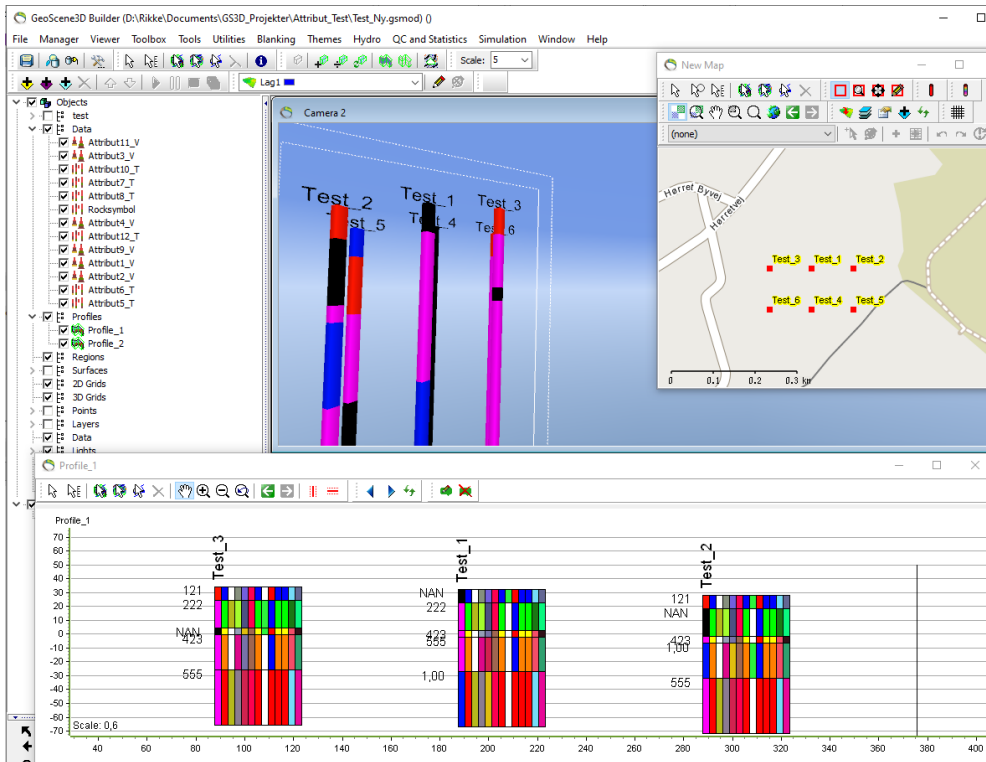 GeoScene3D Builder (D:\Rikke\Documents\GS3D_Projekter\Attribut_Test\Test_Ny.gsmod) ()
File Manager Viewer Toolbox Tools Utilities Blanking Themes Hydro QC and Statistics Simulation Window Help
Scale: 5
Lag1
Objects
test
Data
Attribut11_V
Attribut3_V
Attribut10_T
Attribut7_T
Attribut8_T
Rocksymbol
Attribut4_V
Attribut12_T
Attribut9_V
Attribut1_V
Attribut2_V
Attribut6_T
Attribut5_T
Profiles
Profile_1
Profile_2
Regions
Surfaces
2D Grids
3D Grids
Points
Layers
Data
Lights
Camera 2
Test_2
Test_1
Test_3
Test_5
Test_4
Test_6
New Map
(none)
Hørret Byvej
Hørretvej
Test_3 Test_1 Test_2
Test_6 Test_4 Test_5
0 0.1 0.2 0.3 km
Profile_1
Profile_1
70
60
50
40
30
20
10
0
-10
-20
-30
-40
-50
-60
-70
Test_3
121
222
NAN
423
555
Test_1
NAN
222
423
555
1,00
Test_2
121
NAN
423
1,00
555
Scale: 0,6
40 60 80 100 120 140 160 180 200 220 240 260 280 300 320 340 360 380 400